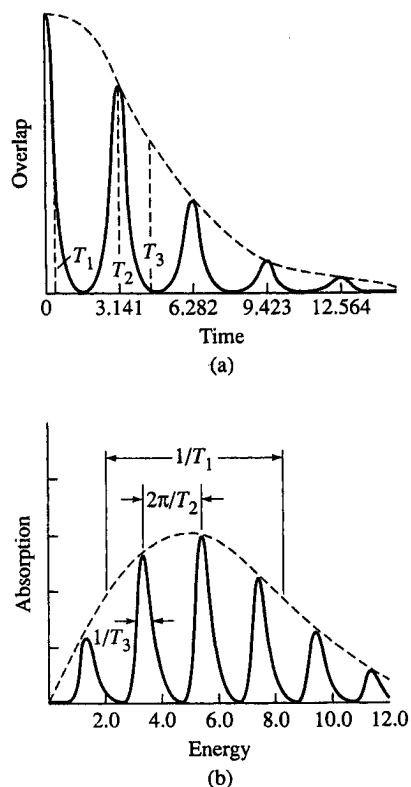 Overlap
T₁
T₂
T₃
0 3.141 6.282 9.423 12.564
Time
(a)
1/T₁
2π/T₂
1/T₃
Absorption
2.0 4.0 6.0 8.0 10.0 12.0
Energy
(b)